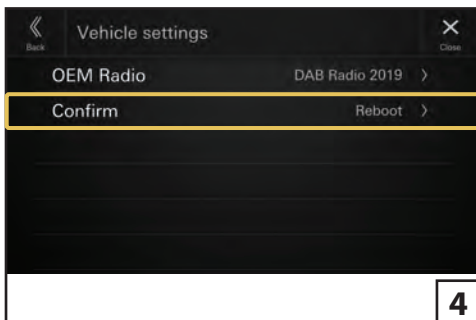 Back
Vehicle settings
Close
OEM Radio DAB Radio 2019 〉
Confirm Reboot 〉
4